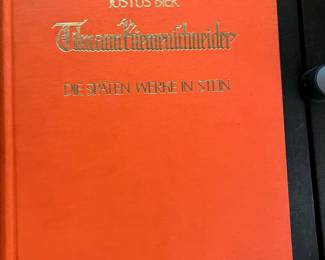 JUSTUS BIER
Tilmann Riemenschneider
DIE SPÄTEN WERKE IN STEIN